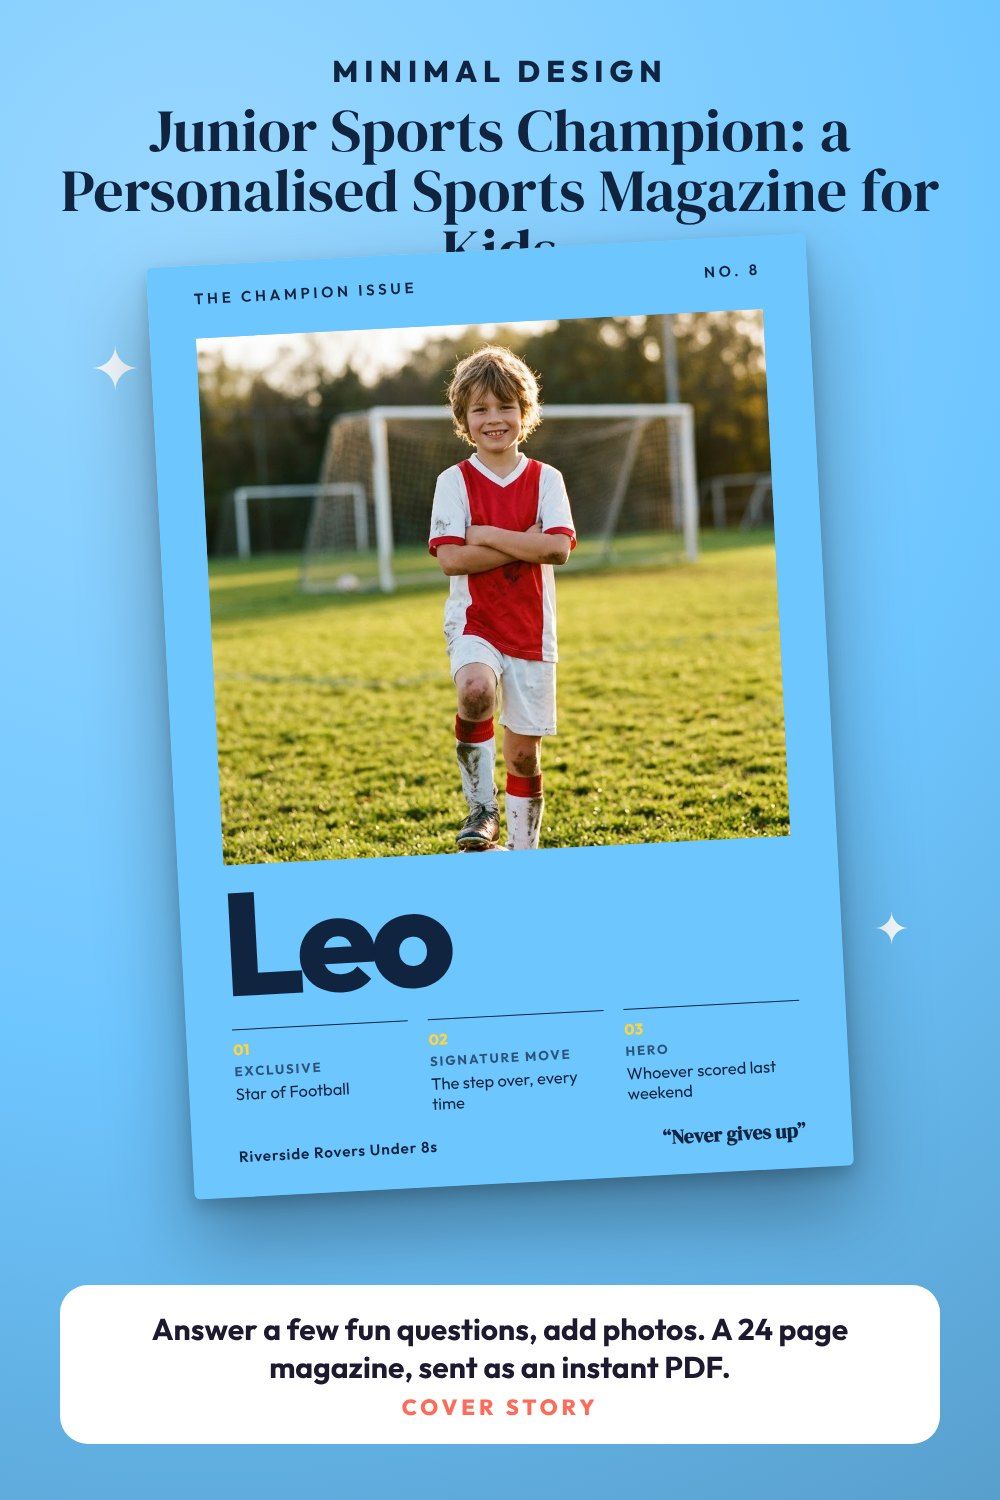 MINIMAL DESIGN
Junior Sports Champion: a
Personalised Sports Magazine for
Kids
THE CHAMPION ISSUE
NO. 8
Leo
01
EXCLUSIVE
Star of Football
02
SIGNATURE MOVE
The step over, every
time
03
HERO
Whoever scored last
weekend
Riverside Rovers Under 8s
“Never gives up”
Answer a few fun questions, add photos. A 24 page
magazine, sent as an instant PDF.
COVER STORY